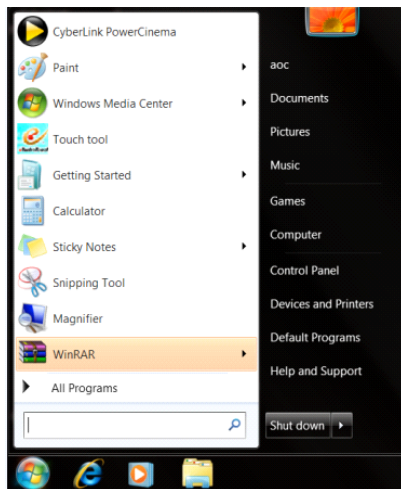 CyberLink PowerCinema
Paint
Windows Media Center
Touch tool
Getting Started
Calculator
Sticky Notes
Snipping Tool
Magnifier
WinRAR
All Programs
aoc
Documents
Pictures
Music
Games
Computer
Control Panel
Devices and Printers
Default Programs
Help and Support
Shut down